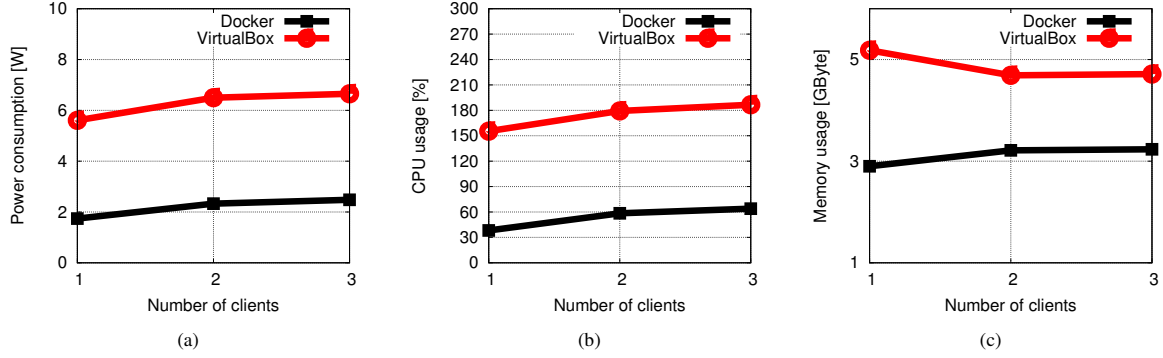 Docker
VirtualBox
Power consumption [W]
10
8
6
4
2
0
1 2 3
Number of clients
(a)
Docker
VirtualBox
CPU usage [%]
300
270
240
210
180
150
120
90
60
30
0
1 2 3
Number of clients
(b)
Docker
VirtualBox
Memory usage [GByte]
5
3
1
1 2 3
Number of clients
(c)